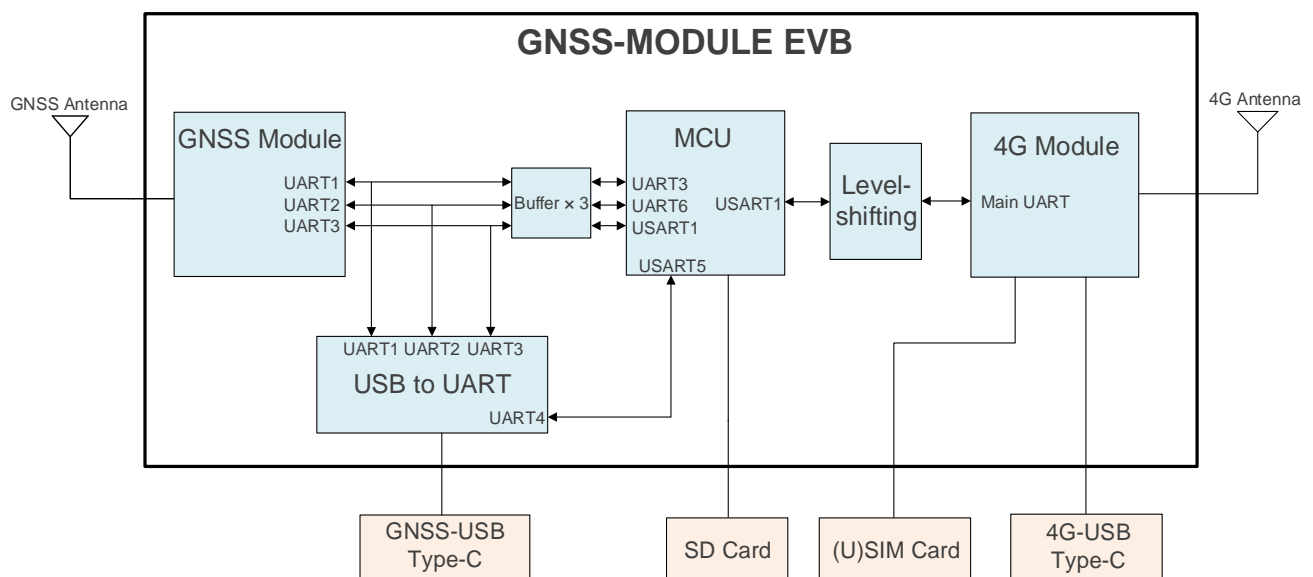 GNSS-MODULE EVB
GNSS Antenna
4G Antenna
GNSS Module
UART1
UART2
UART3
Buffer × 3
MCU
UART3
UART6
USART1
USART1
USART5
Level-
shifting
4G Module
Main UART
UART1 UART2 UART3
USB to UART
UART4
GNSS-USB
Type-C
SD Card
(U)SIM Card
4G-USB
Type-C